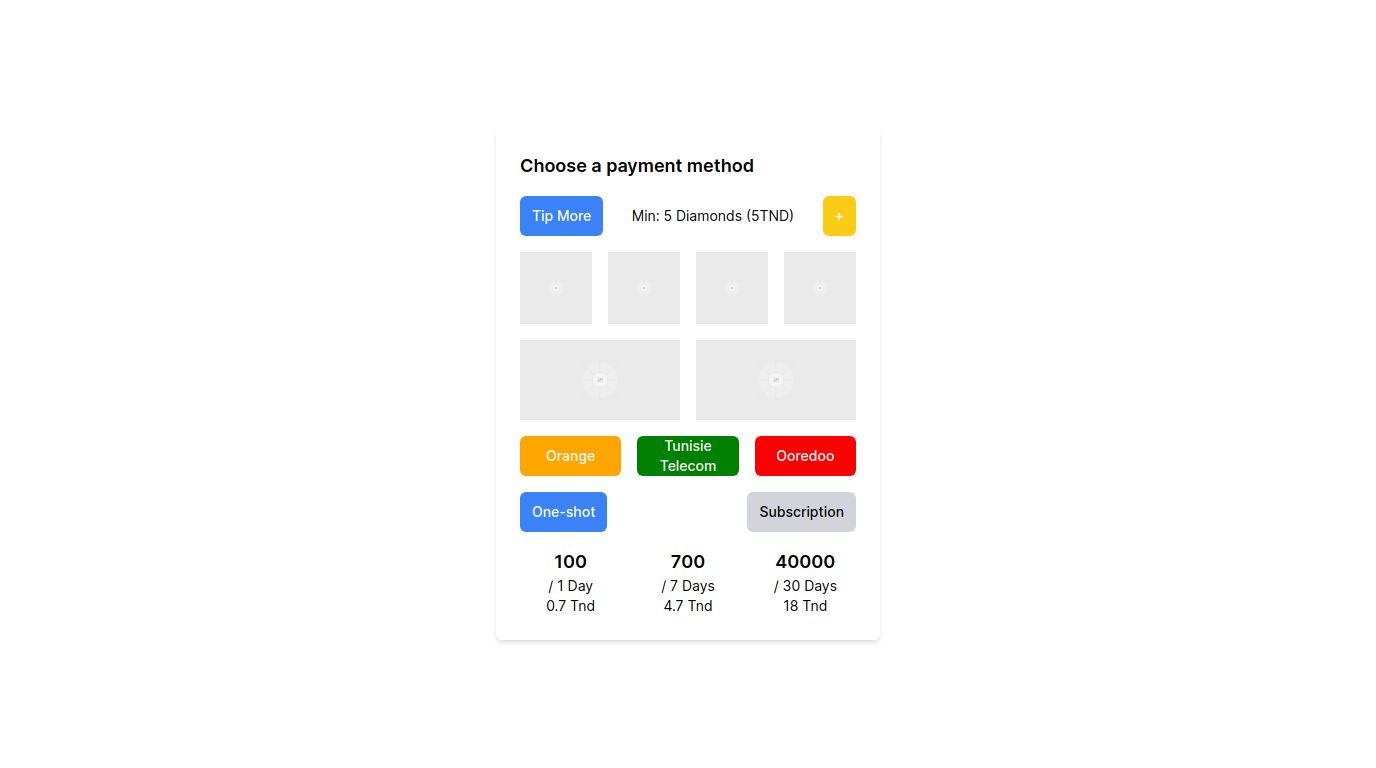 Choose a payment method
Tip More
Min: 5 Diamonds (5TND)
+
Orange
Tunisie
Telecom
Ooredoo
One-shot
Subscription
100
700
40000
/ 1 Day
/ 7 Days
/ 30 Days
0.7 Tnd
4.7 Tnd
18 Tnd